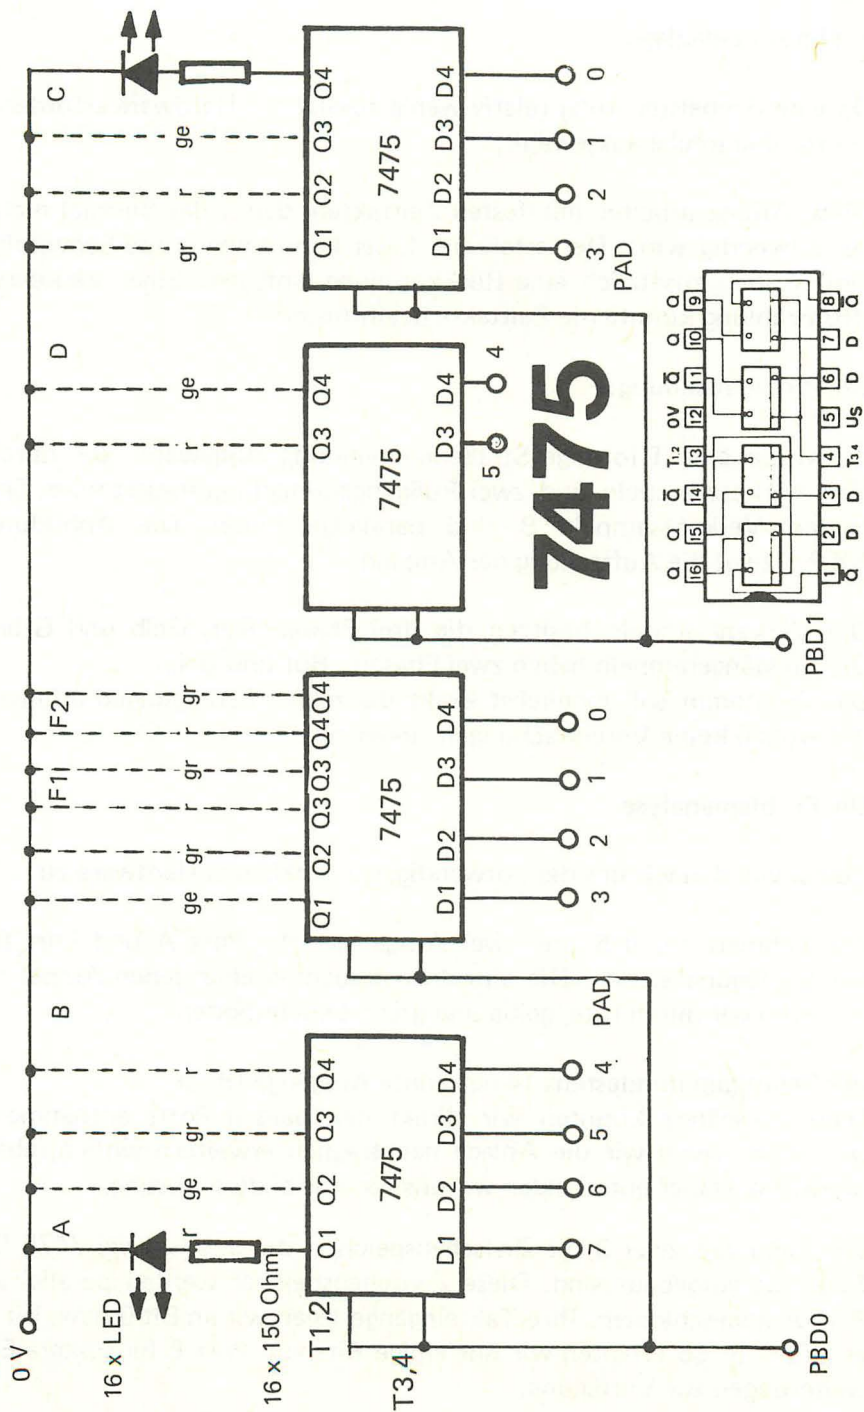 0 V A B F1 F2 D C
16 × LED
r ge gr r ge gr r gr r gr r ge gr r ge
16 × 150 Ohm
Q1 Q2 Q3 Q4 Q1 Q2 Q3 Q3 Q4 Q4 Q3 Q4 Q1 Q2 Q3 Q4
T1,2
7475 7475 7475 7475
T3,4
D1 D2 D3 D4 D1 D2 D3 D4 D3 D4 D1 D2 D3 D4
5 4
7 6 5 4 PAD 3 2 1 0 3 2 1 0
PAD
7475
PBD0 PBD1
Q Q Q̅ T1.2 0V Q̅ Q Q
16 15 14 13 12 11 10 9
1 2 3 4 5 6 7 8
Q̅ D D T3.4 US D D Q̅